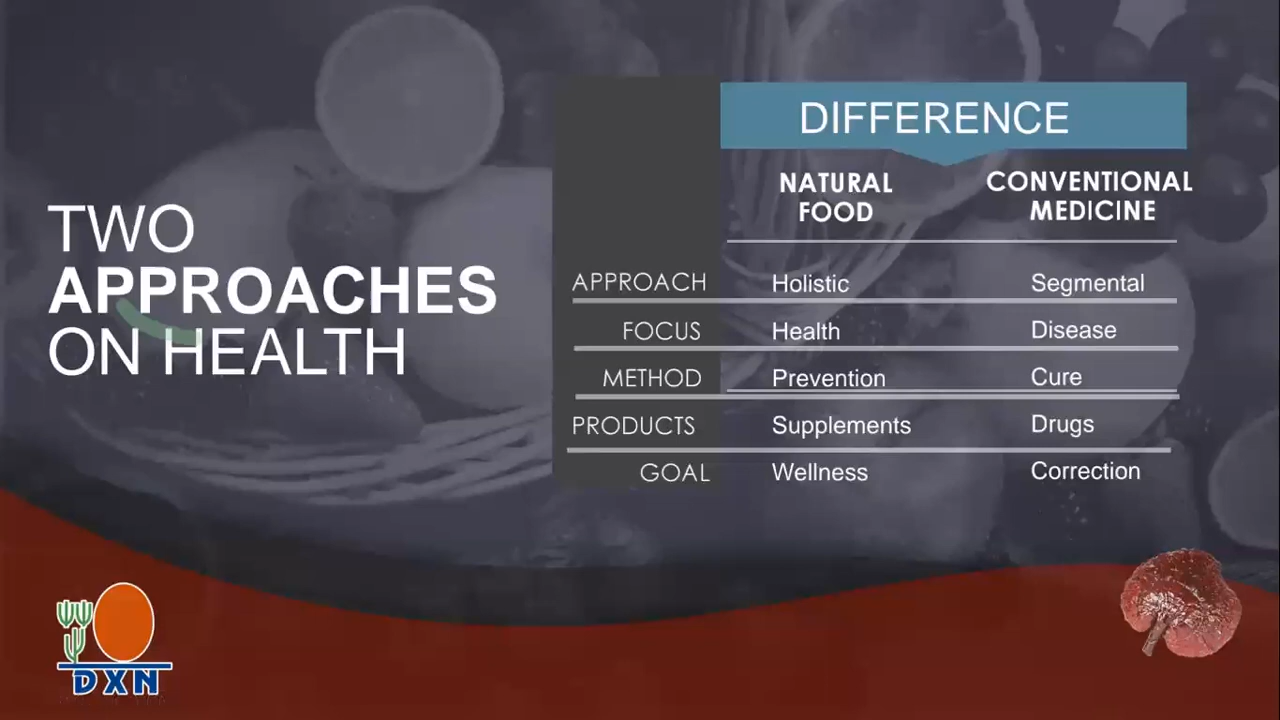 TWO
APPROACHES
ON HEALTH
DIFFERENCE
NATURAL CONVENTIONAL
FOOD MEDICINE
APPROACH Holistic Segmental
FOCUS Health Disease
METHOD Prevention Cure
PRODUCTS Supplements Drugs
GOAL Wellness Correction
DXN